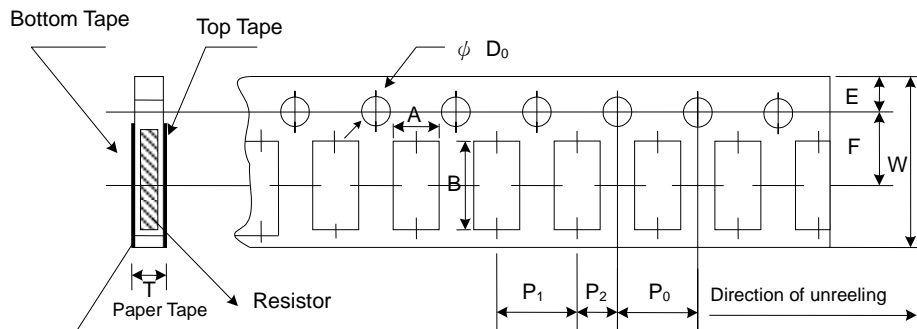 Bottom Tape
Top Tape
φ D₀
E
A
F
W
B
T
Paper Tape
Resistor
P₁
P₂
P₀
Direction of unreeling